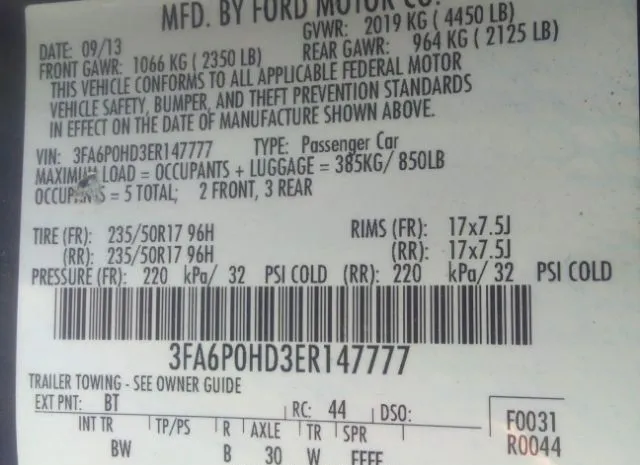 MFD. BY FORD MOTOR CO.
DATE: 09/13 GVWR: 2019 KG ( 4450 LB)
FRONT GAWR: 1066 KG ( 2350 LB) REAR GAWR: 964 KG ( 2125 LB)
THIS VEHICLE CONFORMS TO ALL APPLICABLE FEDERAL MOTOR
VEHICLE SAFETY, BUMPER, AND THEFT PREVENTION STANDARDS
IN EFFECT ON THE DATE OF MANUFACTURE SHOWN ABOVE.
VIN: 3FA6P0HD3ER147777 TYPE: Passenger Car
MAXIMUM LOAD = OCCUPANTS + LUGGAGE = 385KG/ 850LB
OCCUPANTS = 5 TOTAL; 2 FRONT, 3 REAR
TIRE (FR): 235/50R17 96H RIMS (FR): 17x7.5J
(RR): 235/50R17 96H (RR): 17x7.5J
PRESSURE (FR): 220 kPa/ 32 PSI COLD (RR): 220 kPa/ 32 PSI COLD
3FA6P0HD3ER147777
TRAILER TOWING - SEE OWNER GUIDE
EXT PNT: BT RC: 44 DSO: F0031
INT TR TP/PS R AXLE TR SPR R0044
BW B 30 W FFFF